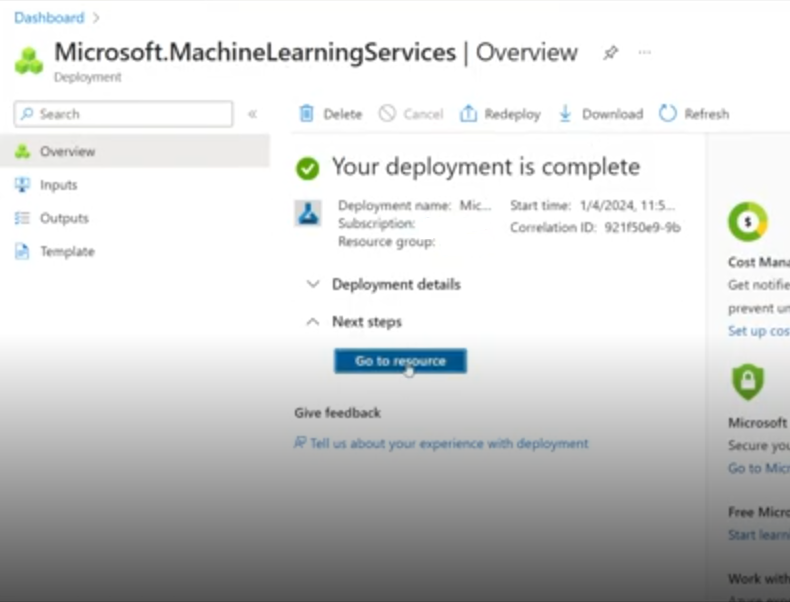 Dashboard
Microsoft.MachineLearningServices | Overview
Deployment
Search
Delete Cancel Redeploy Download Refresh
Overview
Inputs
Outputs
Template
Your deployment is complete
Deployment name: Mic...
Subscription:
Resource group:
Start time: 1/4/2024, 11:5...
Correlation ID: 921f50e9-9b
Deployment details
Next steps
Go to resource
Give feedback
Tell us about your experience with deployment
Cost Mana
Get notifie
prevent un
Set up cos
Microsoft
Secure you
Go to Micr
Free Micro
Start learn
Work with